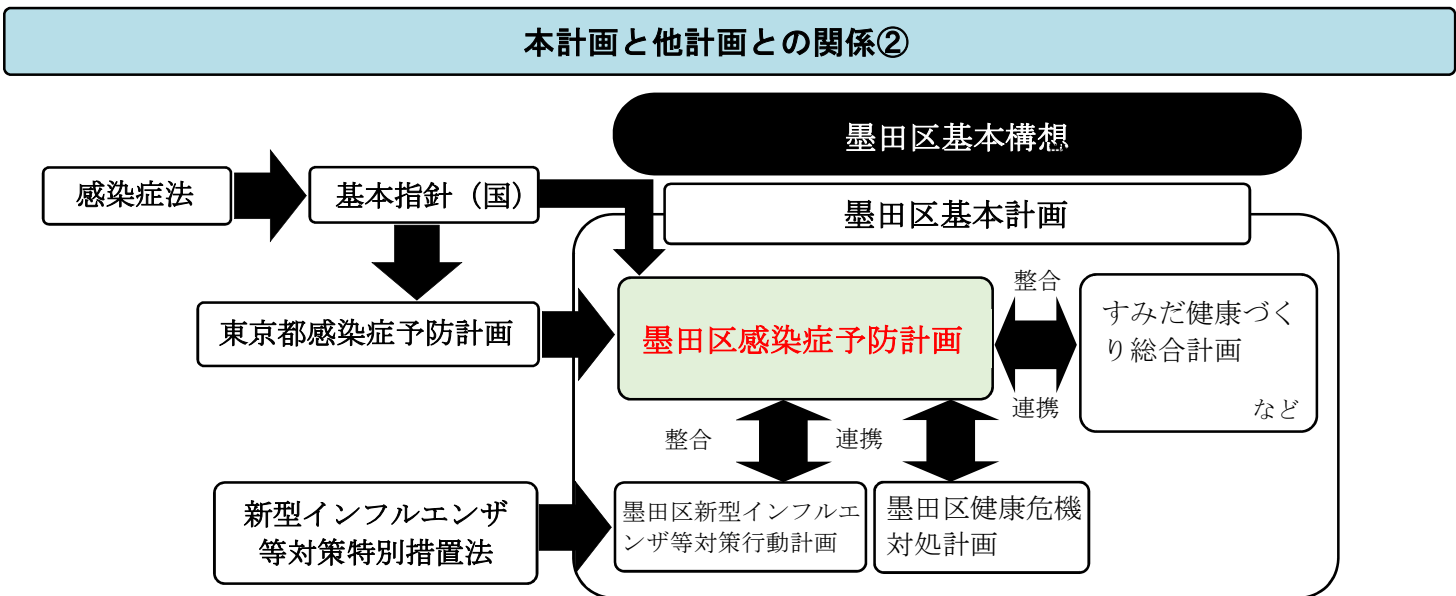 本計画と他計画との関係②
墨田区基本構想
感染症法
基本指針（国）
墨田区基本計画
整合
すみだ健康づく
り総合計画
など
東京都感染症予防計画
墨田区感染症予防計画
連携
整合
連携
新型インフルエンザ
等対策特別措置法
墨田区新型インフルエ
ンザ等対策行動計画
墨田区健康危機
対処計画